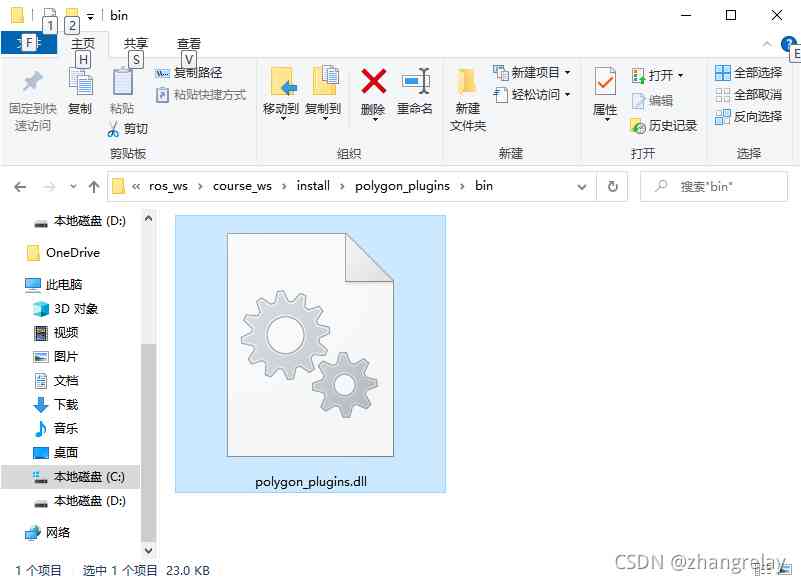 bin
1 2
文件 F 主页 共享 查看
H S V E
固定到快速访问
复制
粘贴
复制路径
粘贴快捷方式
剪切
剪贴板
移动到 复制到 删除 重命名
组织
新建
文件夹
新建项目
轻松访问
新建
属性
打开
编辑
历史记录
打开
全部选择
全部取消
反向选择
选择
« ros_ws › course_ws › install › polygon_plugins › bin
搜索"bin"
本地磁盘 (D:)
OneDrive
此电脑
3D 对象
视频
图片
文档
下载
音乐
桌面
本地磁盘 (C:)
本地磁盘 (D:)
网络
polygon_plugins.dll
1 个项目 选中 1 个项目 23.0 KB
CSDN @zhangrelay